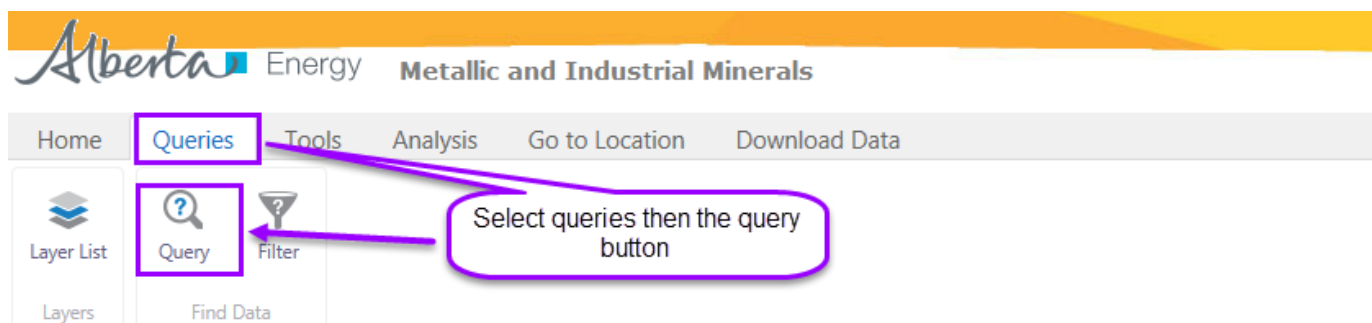 Alberta Energy Metallic and Industrial Minerals
Home Queries Tools Analysis Go to Location Download Data
Layer List Query Filter
Select queries then the query
button
Layers Find Data